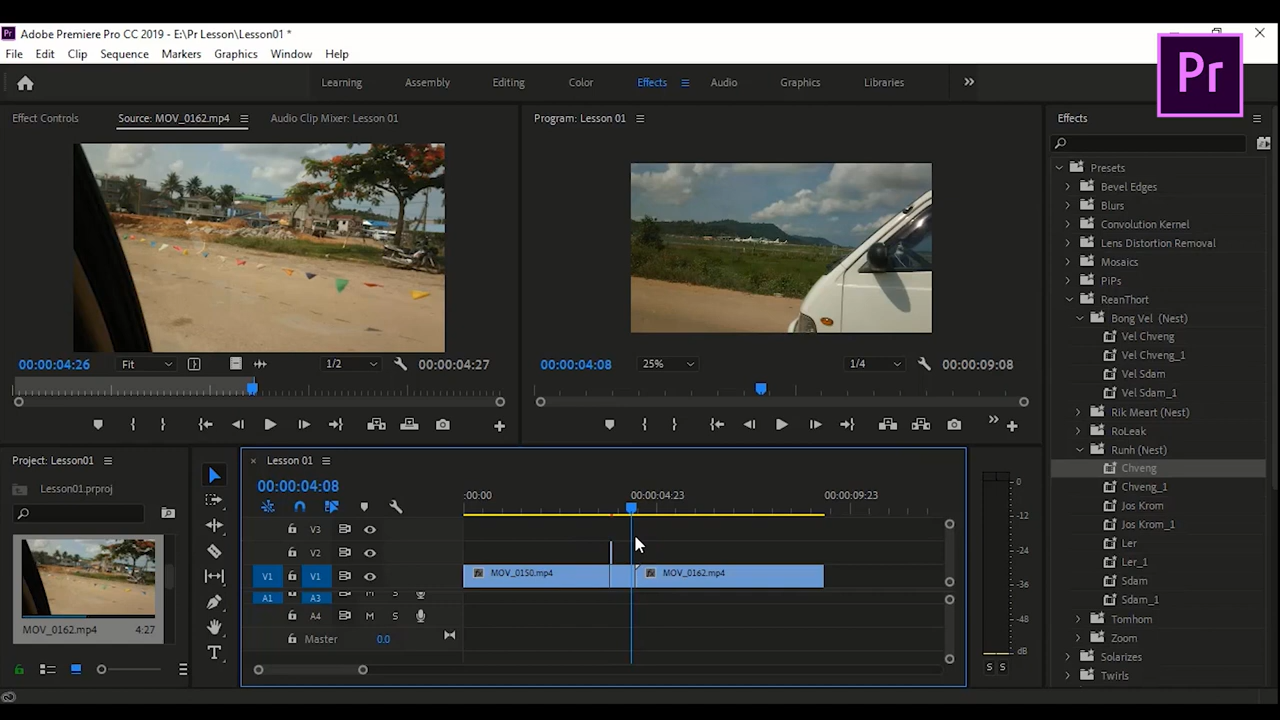 Adobe Premiere Pro CC 2019 - E:\Pr Lesson\Lesson01 *
File Edit Clip Sequence Markers Graphics Window Help
Pr
Learning Assembly Editing Color Effects Audio Graphics Libraries
Effect Controls Source: MOV_0162.mp4 Audio Clip Mixer: Lesson 01
Program: Lesson 01
Effects
00:00:04:26 Fit 1/2 00:00:04:27
00:00:04:08 25% 1/4 00:00:09:08
Presets
Bevel Edges
Blurs
Convolution Kernel
Lens Distortion Removal
Mosaics
PiPs
ReanThort
Bong Vel (Nest)
Vel Chveng
Vel Chveng_1
Vel Sdam
Vel Sdam_1
Rik Meart (Nest)
RoLeak
Runh (Nest)
Chveng
Chveng_1
Jos Krom
Jos Krom_1
Ler
Ler_1
Sdam
Sdam_1
Tomhom
Zoom
Solarizes
Twirls
Project: Lesson01
Lesson01.prproj
MOV_0162.mp4 4:27
Lesson 01
00:00:04:08
:00:00 00:00:04:23 00:00:09:23
V3
V2
V1 V1 MOV_0150.mp4 MOV_0162.mp4
A1 A3 M S
A4 M S
Master 0.0
0
-12
-24
-36
-48
dB
S S